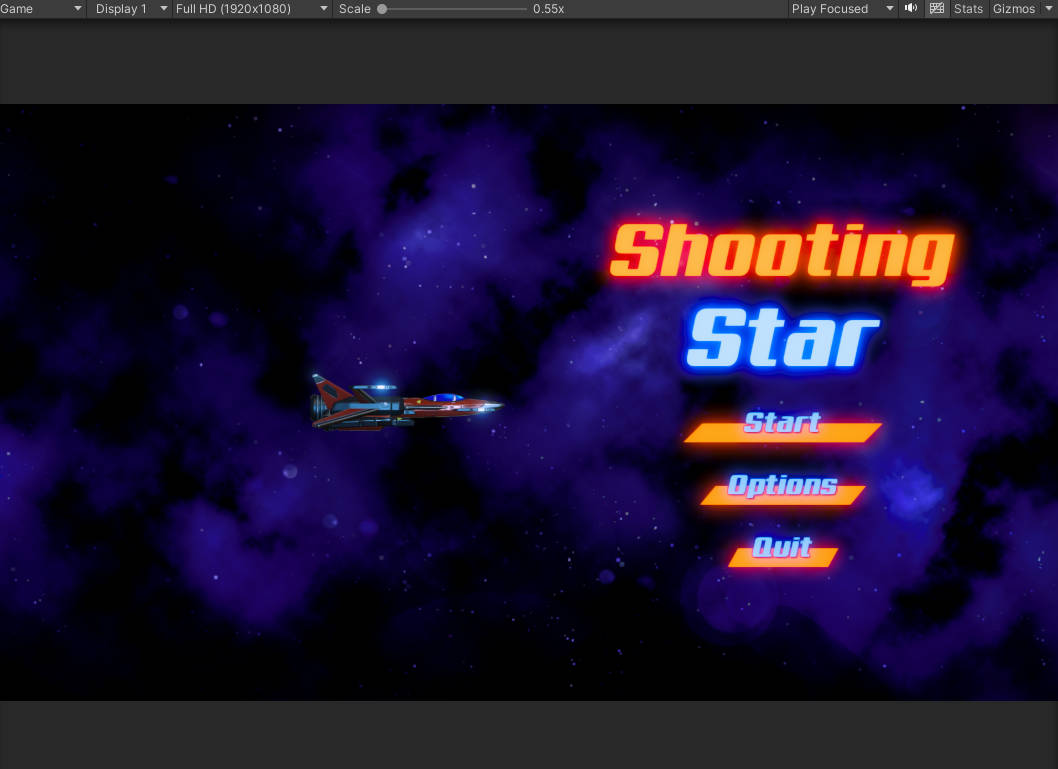 Game Display 1 Full HD (1920x1080) Scale 0.55x Play Focused Stats Gizmos
Shooting
Star
Start
Options
Quit